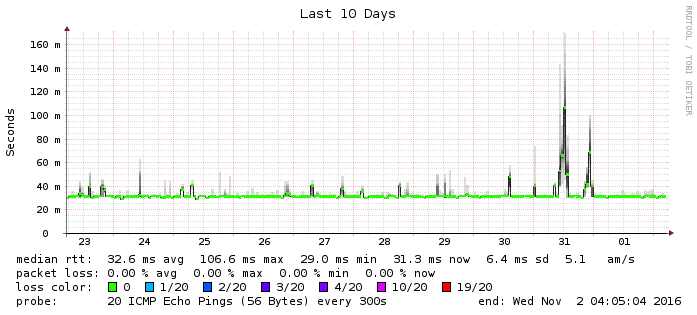 Last 10 Days
RRDTOOL / TOBI OETIKER
Seconds
160 m
140 m
120 m
100 m
80 m
60 m
40 m
20 m
0
23 24 25 26 27 28 29 30 31 01
median rtt: 32.6 ms avg 106.6 ms max 29.0 ms min 31.3 ms now 6.4 ms sd 5.1 am/s
packet loss: 0.00 % avg 0.00 % max 0.00 % min 0.00 % now
loss color: 0 1/20 2/20 3/20 4/20 10/20 19/20
probe: 20 ICMP Echo Pings (56 Bytes) every 300s end: Wed Nov 2 04:05:04 2016